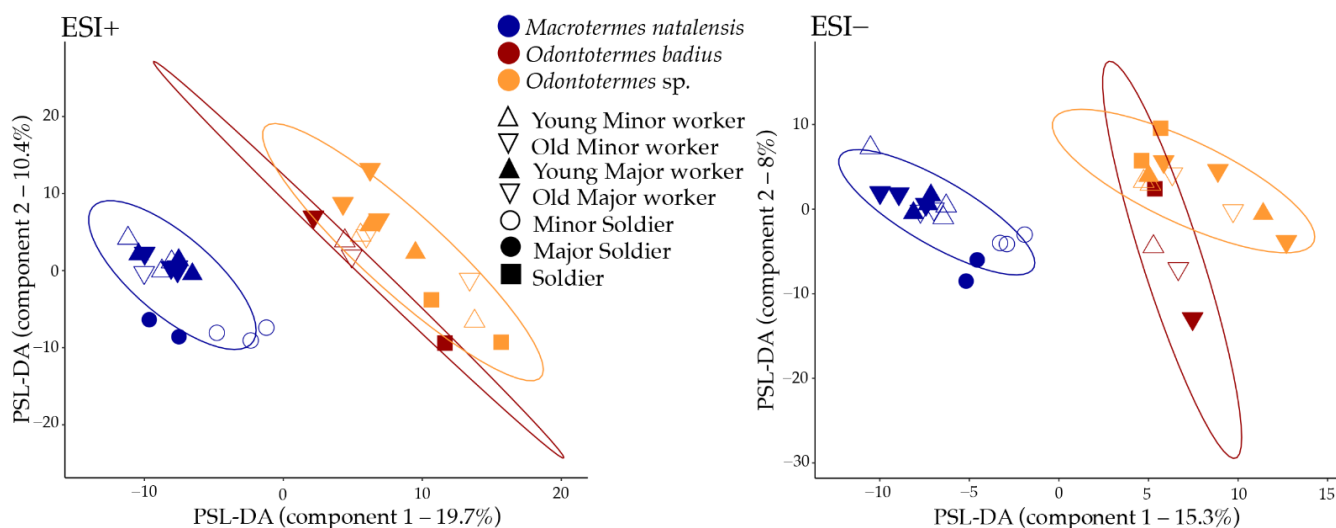 ESI+
PSL-DA (component 2 – 10.4%)
20
10
0
−10
−20
−10
0
10
20
PSL-DA (component 1 – 19.7%)
Macrotermes natalensis
Odontotermes badius
Odontotermes sp.
Young Minor worker
Old Minor worker
Young Major worker
Old Major worker
Minor Soldier
Major Soldier
Soldier
ESI−
PSL-DA (component 2 – 8%)
10
0
−10
−20
−30
−10
−5
0
5
10
15
PSL-DA (component 1 – 15.3%)